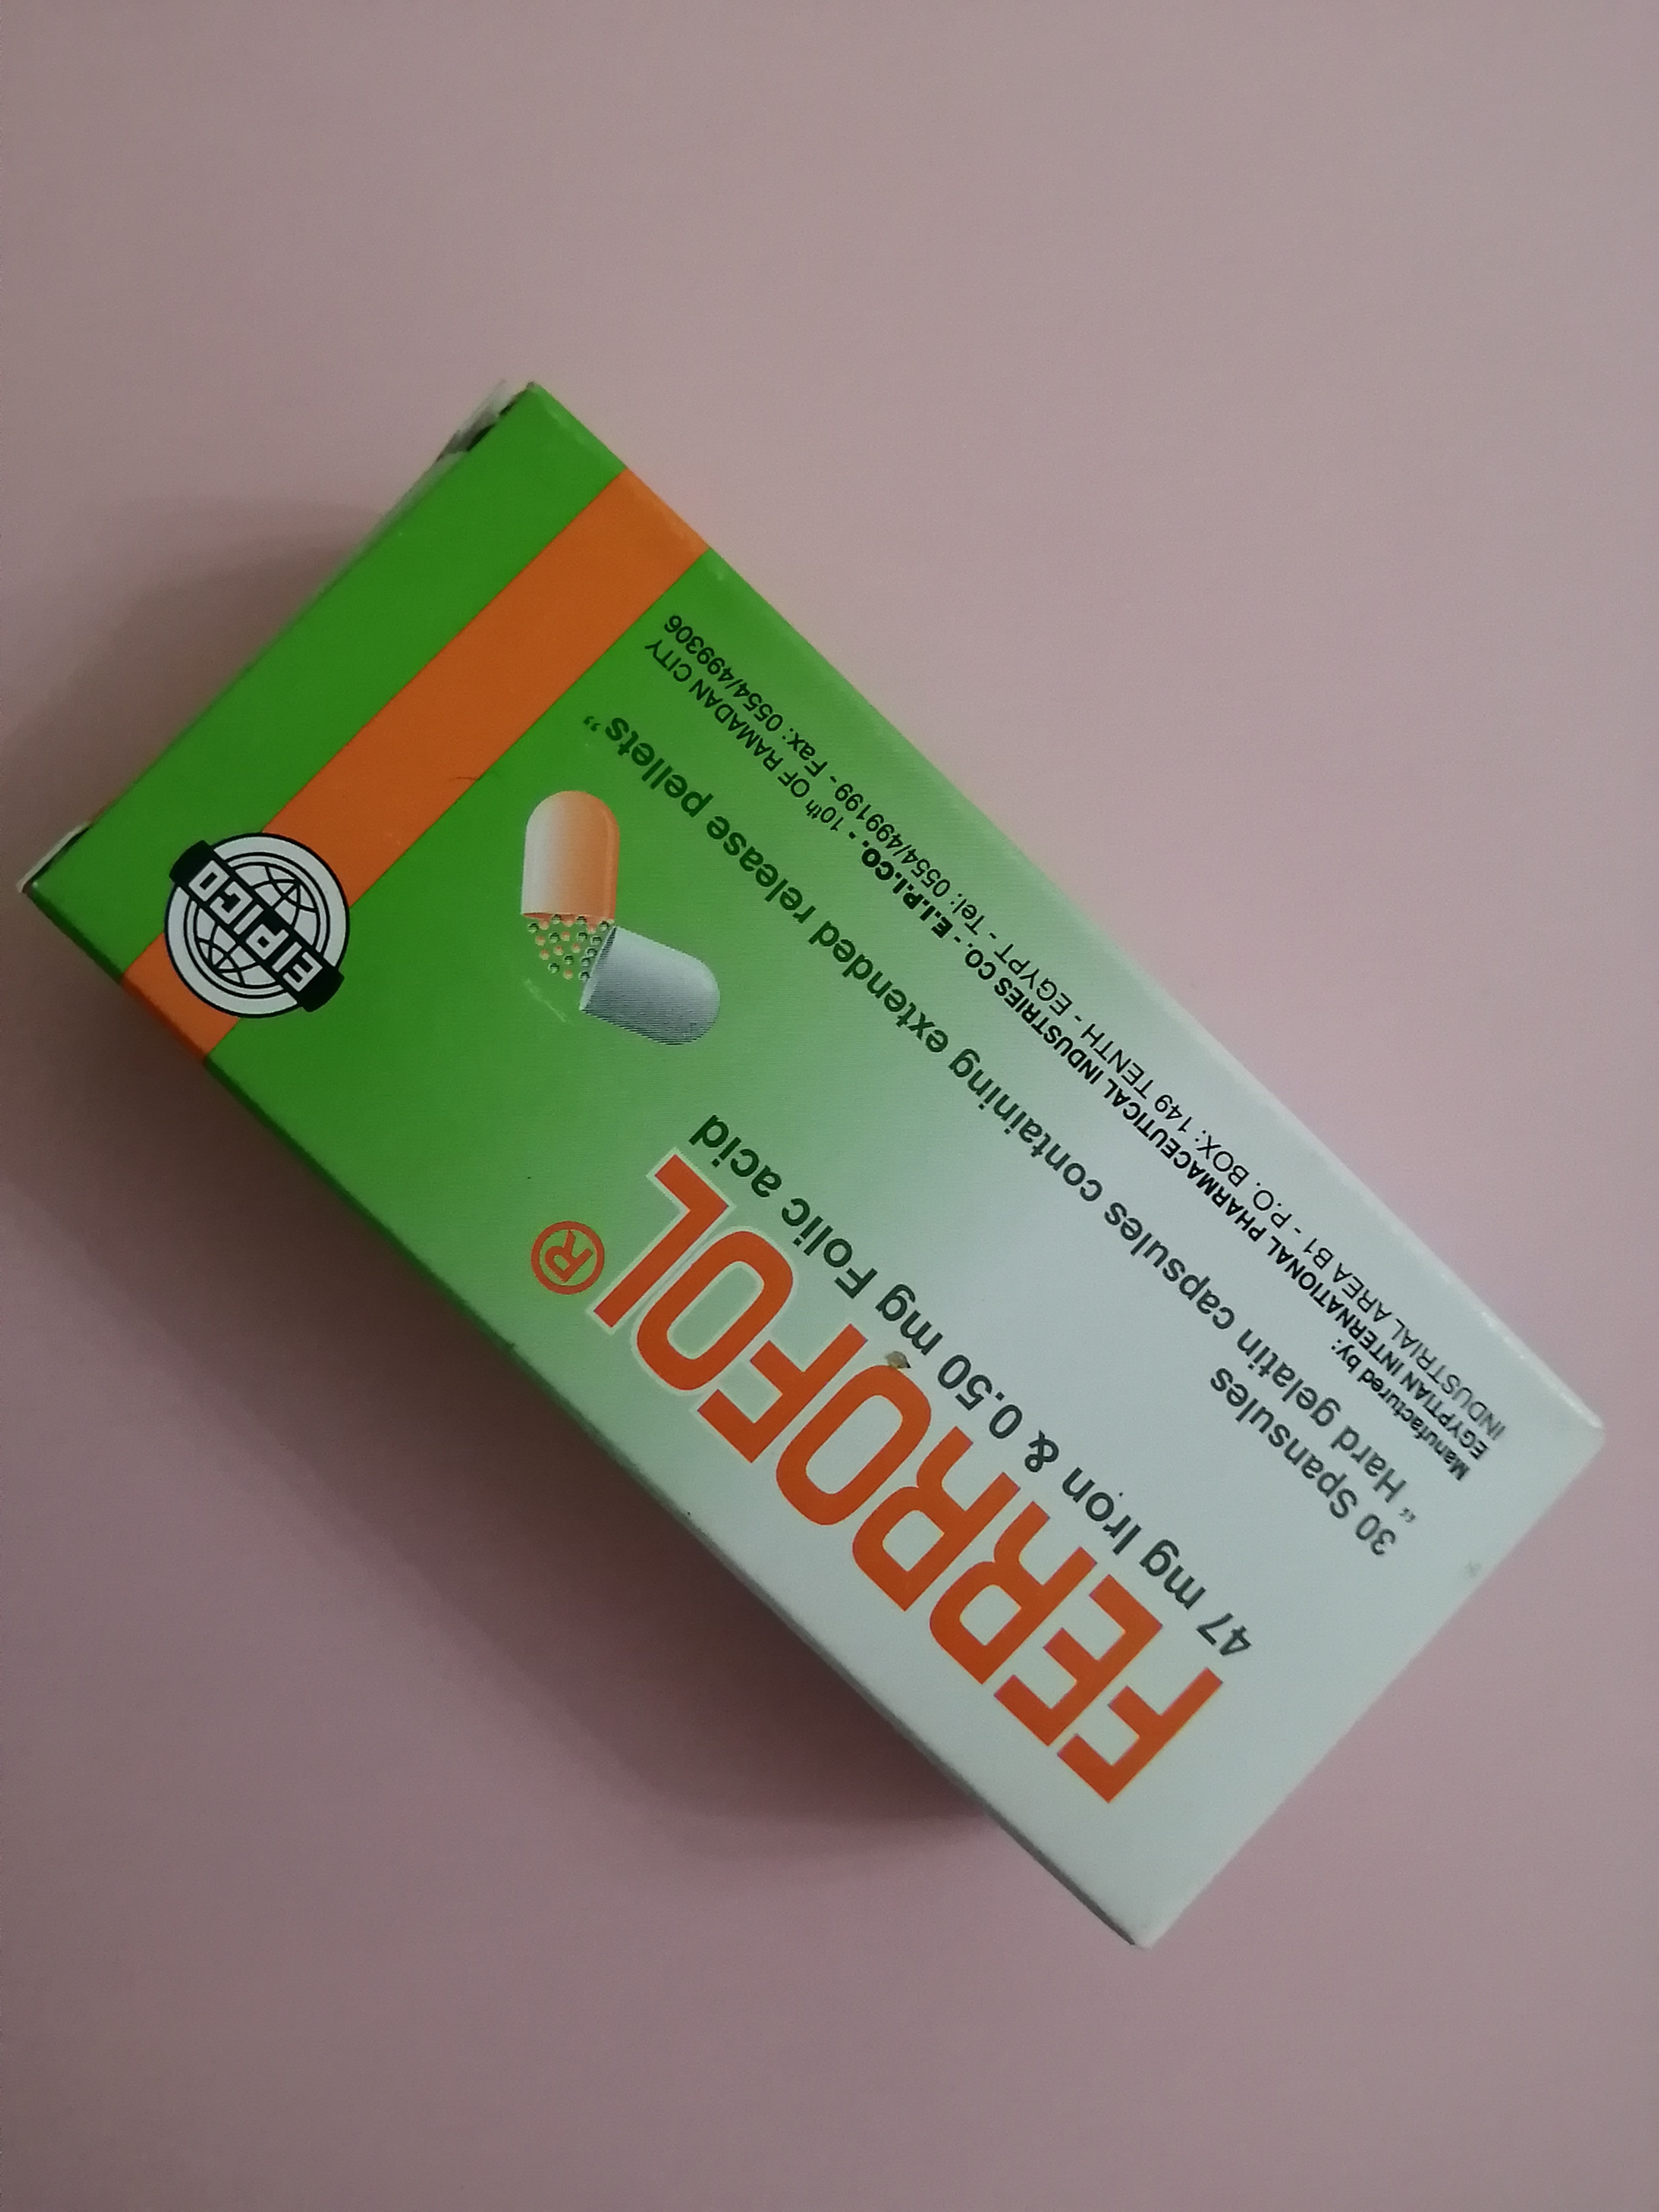 FEROFOL®
47 mg Iron & 0.50 mg Folic acid
30 Spansules
“ Hard gelatin capsules containing extended release pellets”
Manufactured by:
EGYPTIAN INTERNATIONAL PHARMACEUTICAL INDUSTRIES CO. - E.I.P.I.CO. - 10th OF RAMADAN CITY
INDUSTRIAL AREA B1 - P.O. BOX: 149 TENTH - EGYPT - Tel: 0554/499199 - Fax: 0554/499306
EIPICO